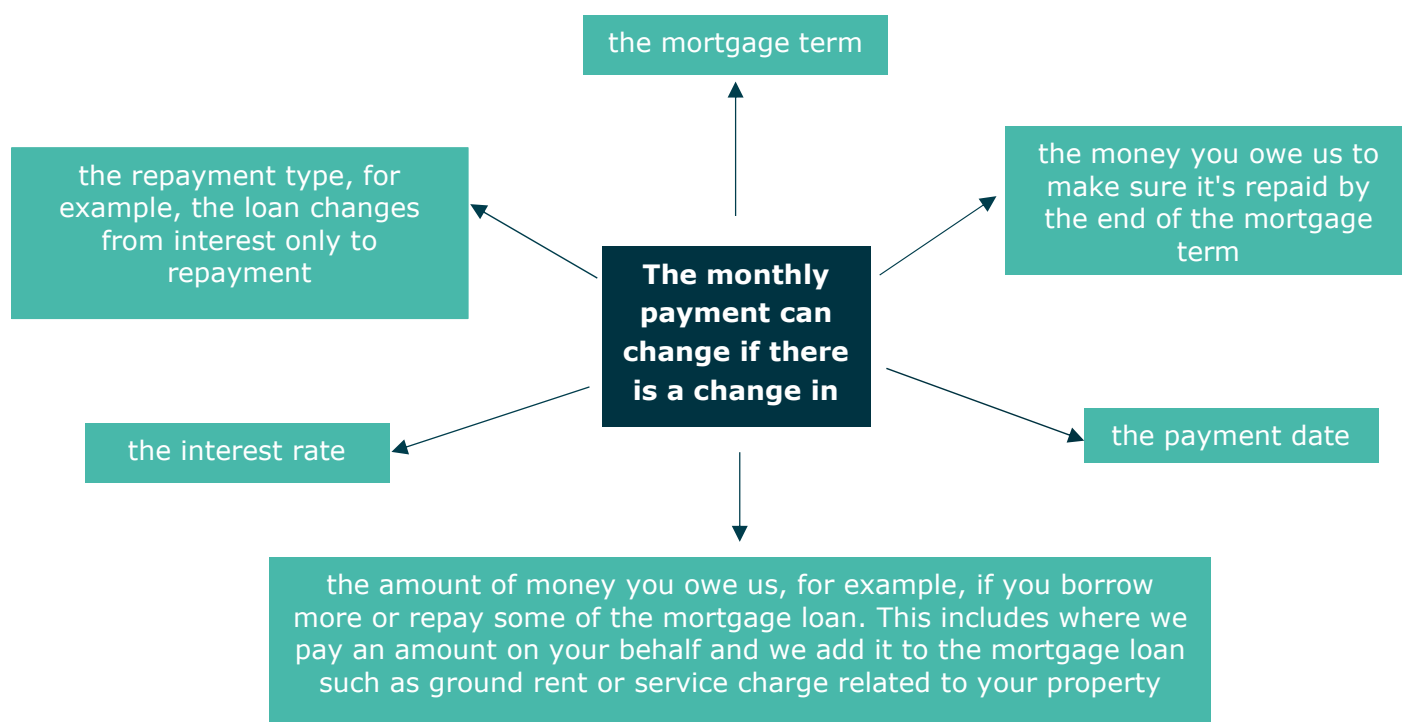 the mortgage term
the repayment type, for
example, the loan changes
from interest only to
repayment
the money you owe us to
make sure it's repaid by
the end of the mortgage
term
The monthly
payment can
change if there
is a change in
the interest rate
the payment date
the amount of money you owe us, for example, if you borrow
more or repay some of the mortgage loan. This includes where we
pay an amount on your behalf and we add it to the mortgage loan
such as ground rent or service charge related to your property